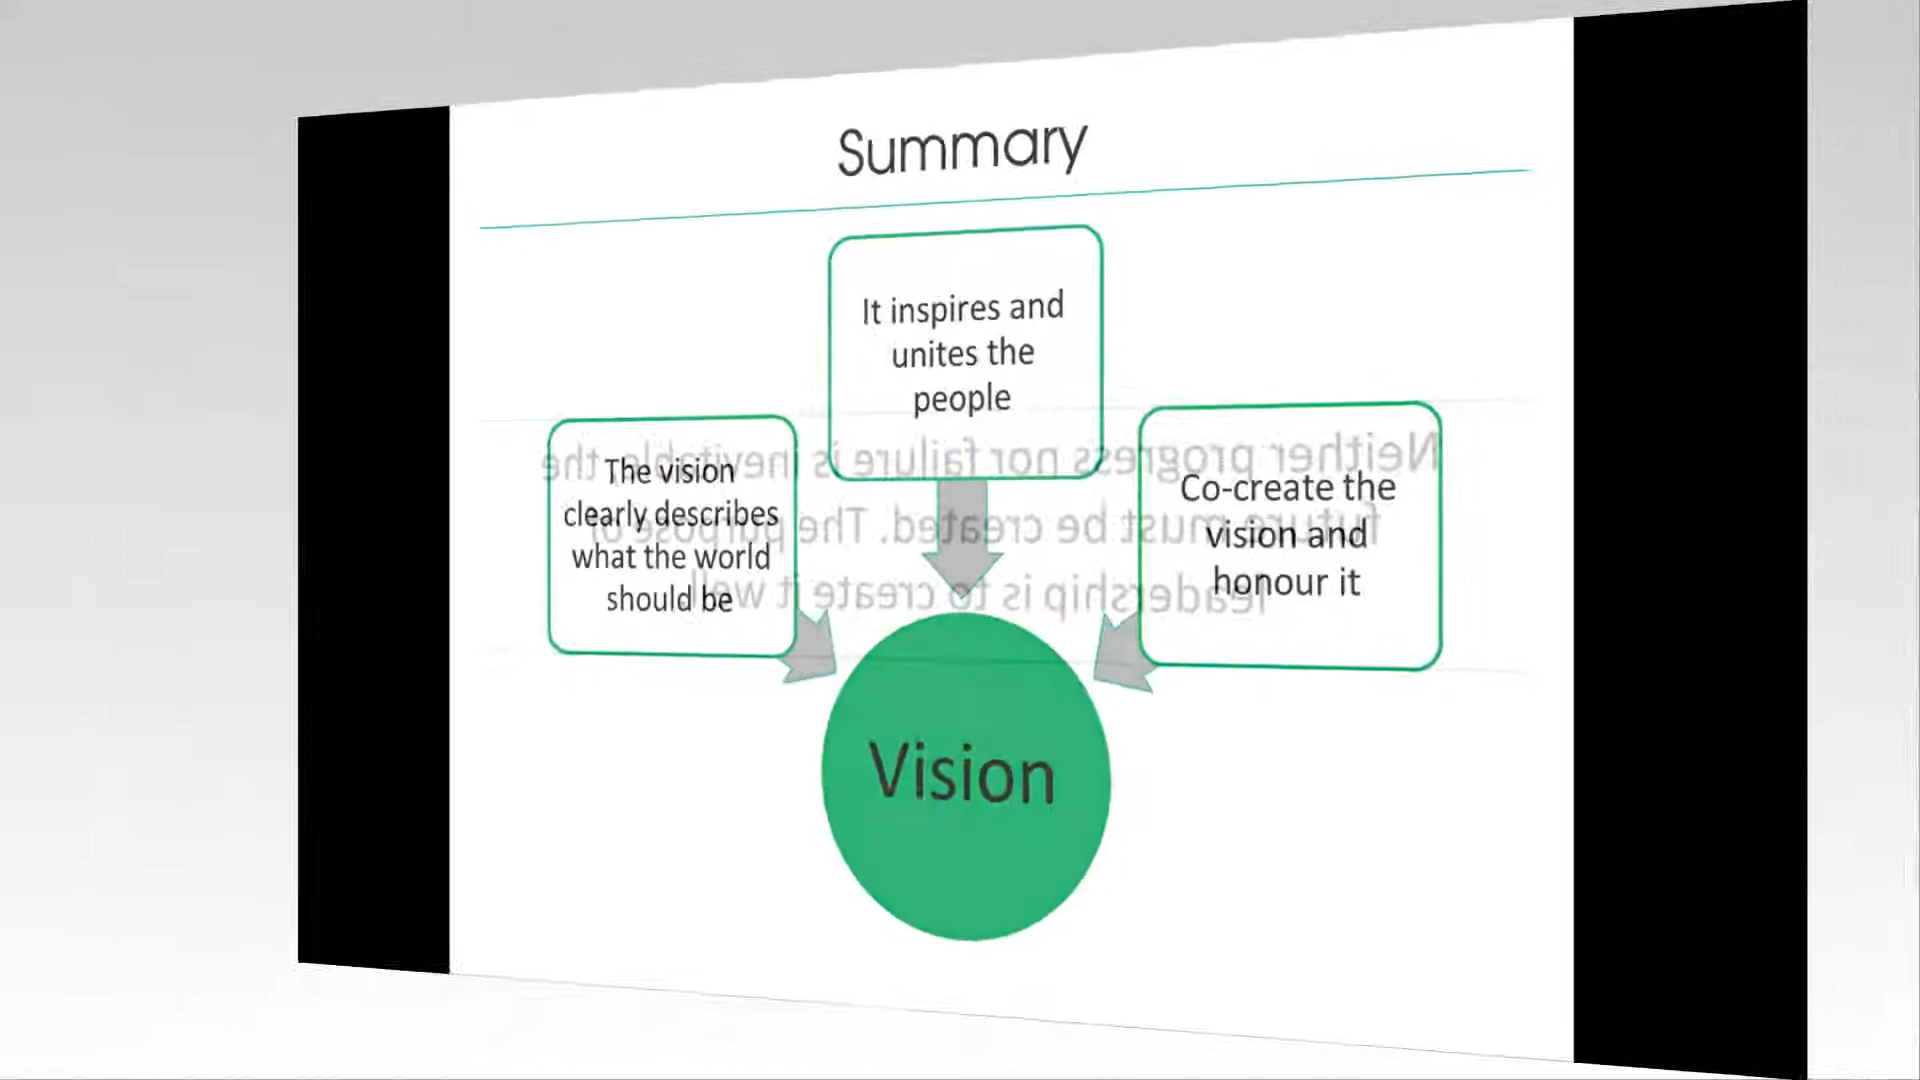 Summary
It inspires and
unites the
people
The vision
clearly describes
what the world
should be
Co-create the
vision and
honour it
Vision
Neither progress nor failure is inevitable, the
future must be created. The purpose of
leadership is to create it well